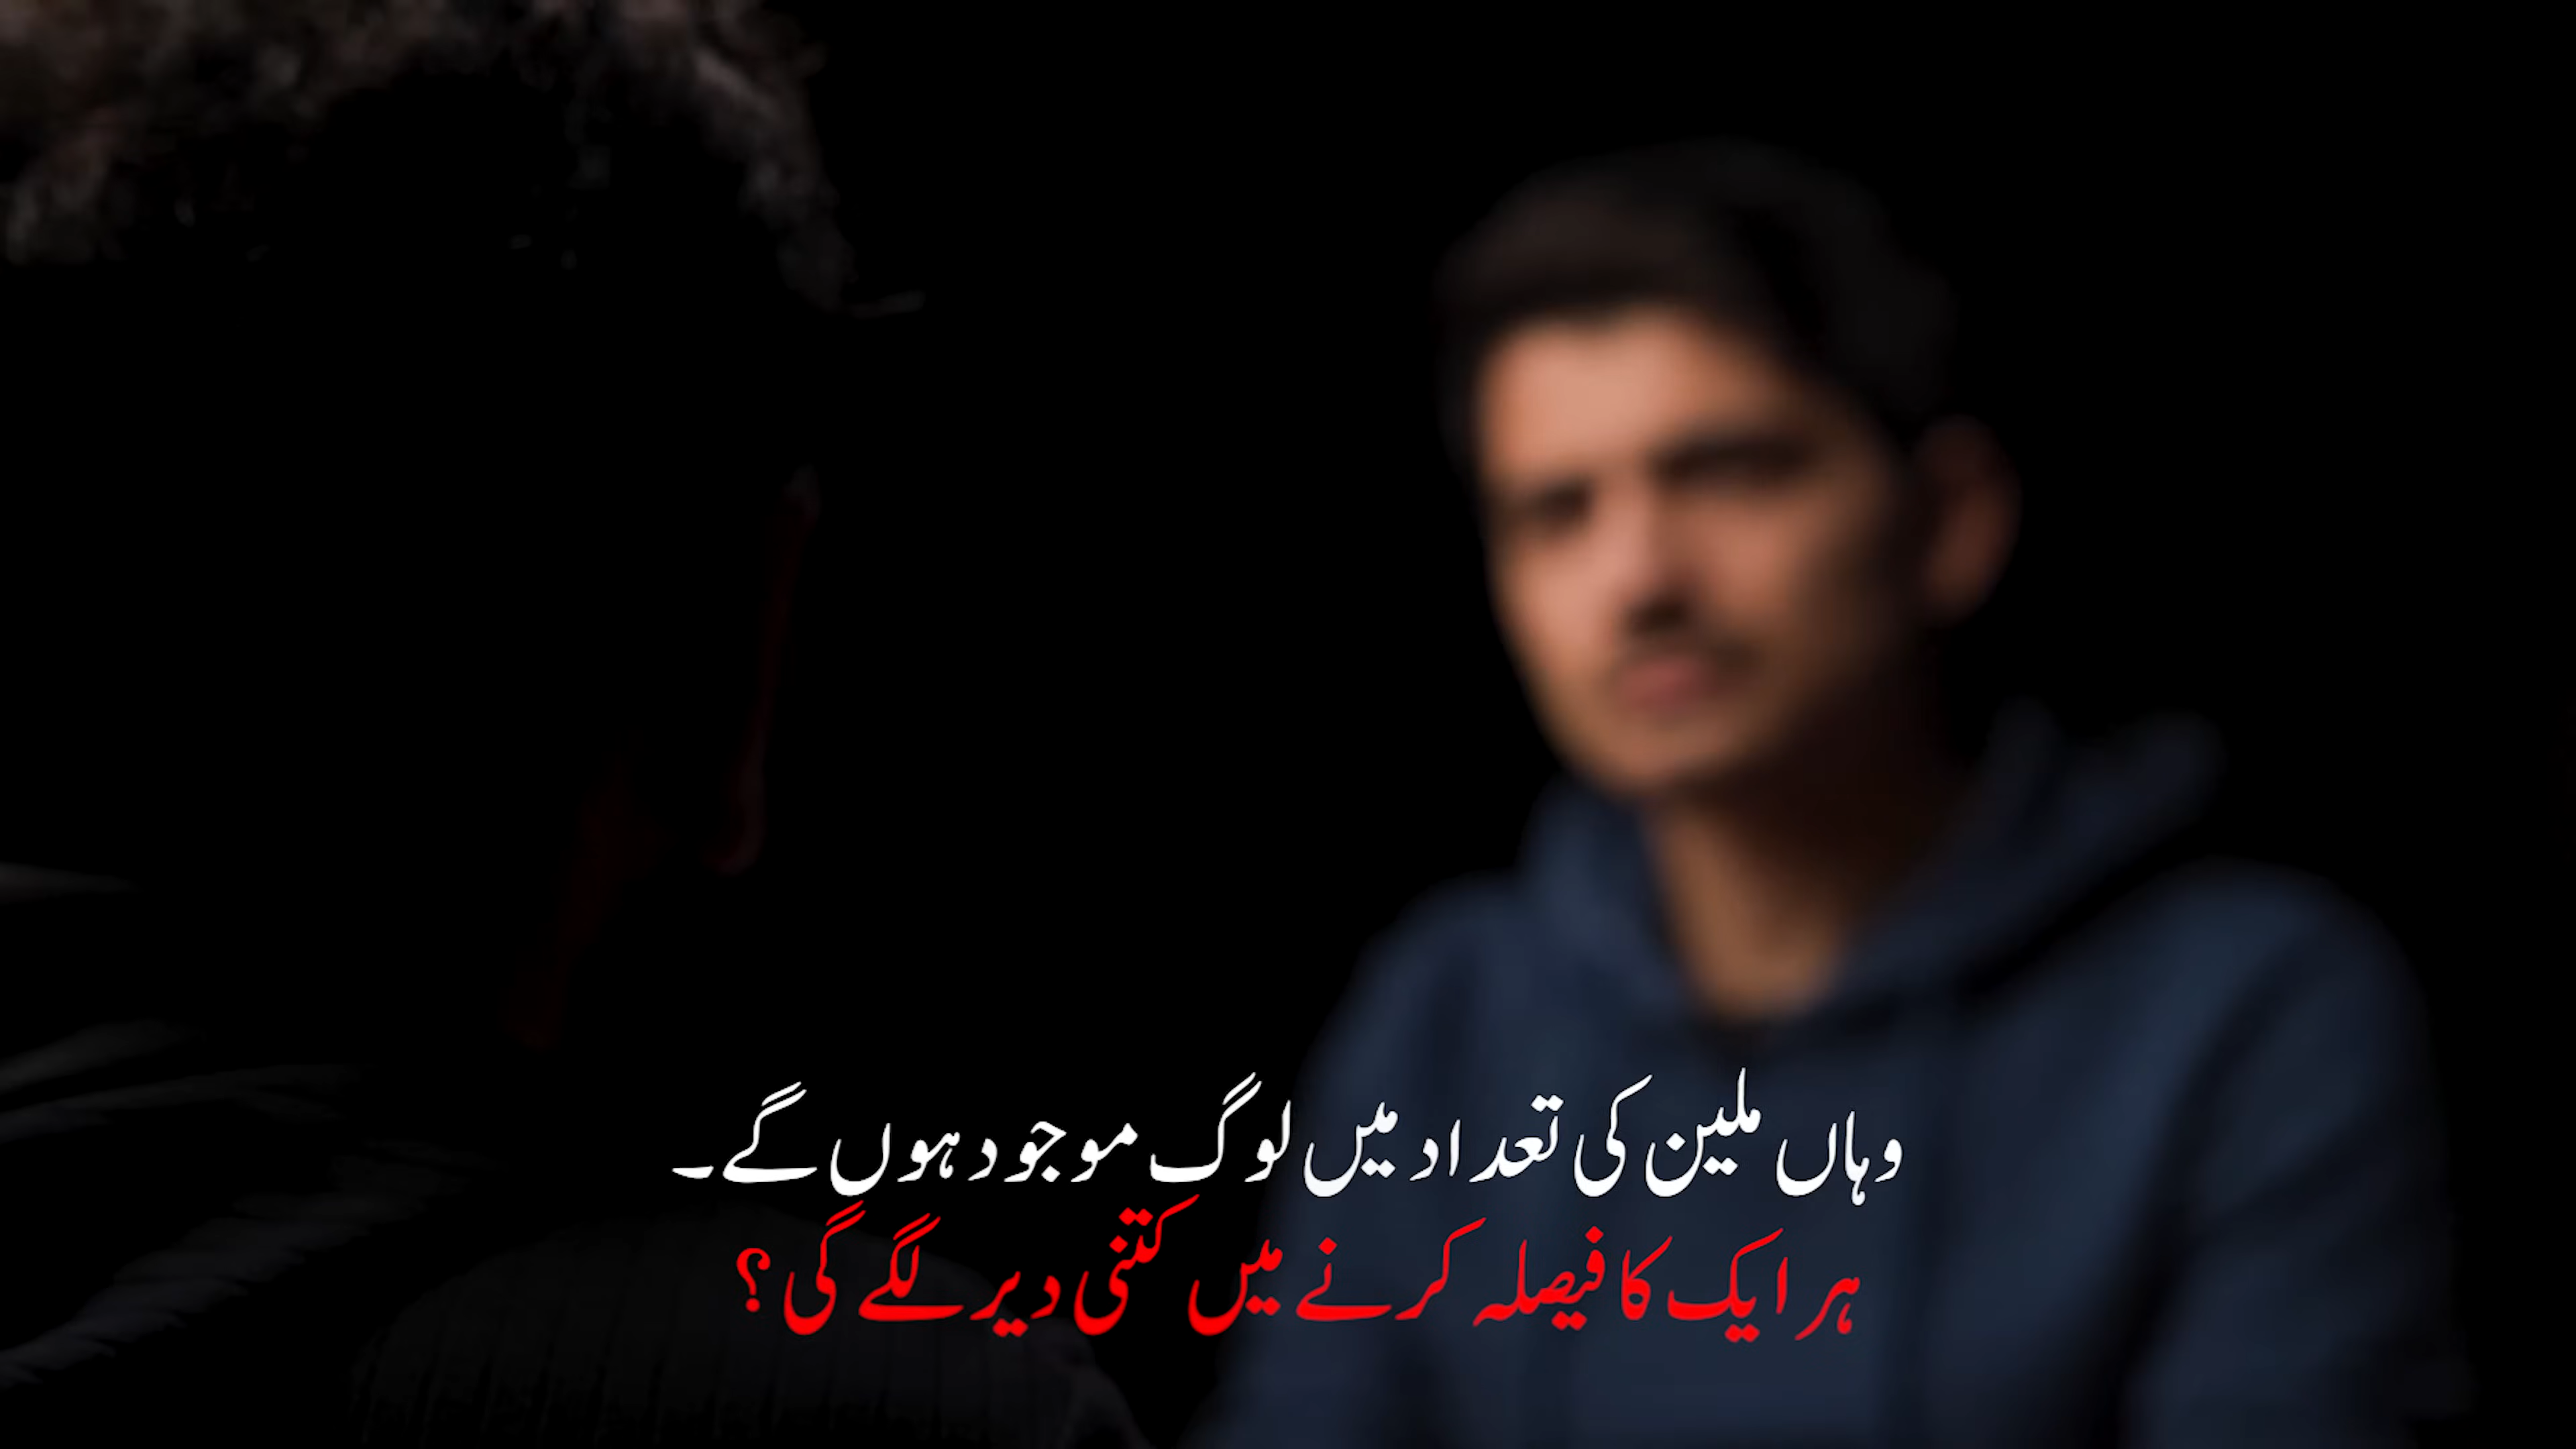 وہاں ملین کی تعداد میں لوگ موجود ہوں گے۔
ہر ایک کا فیصلہ کرنے میں کتنی دیر لگے گی؟